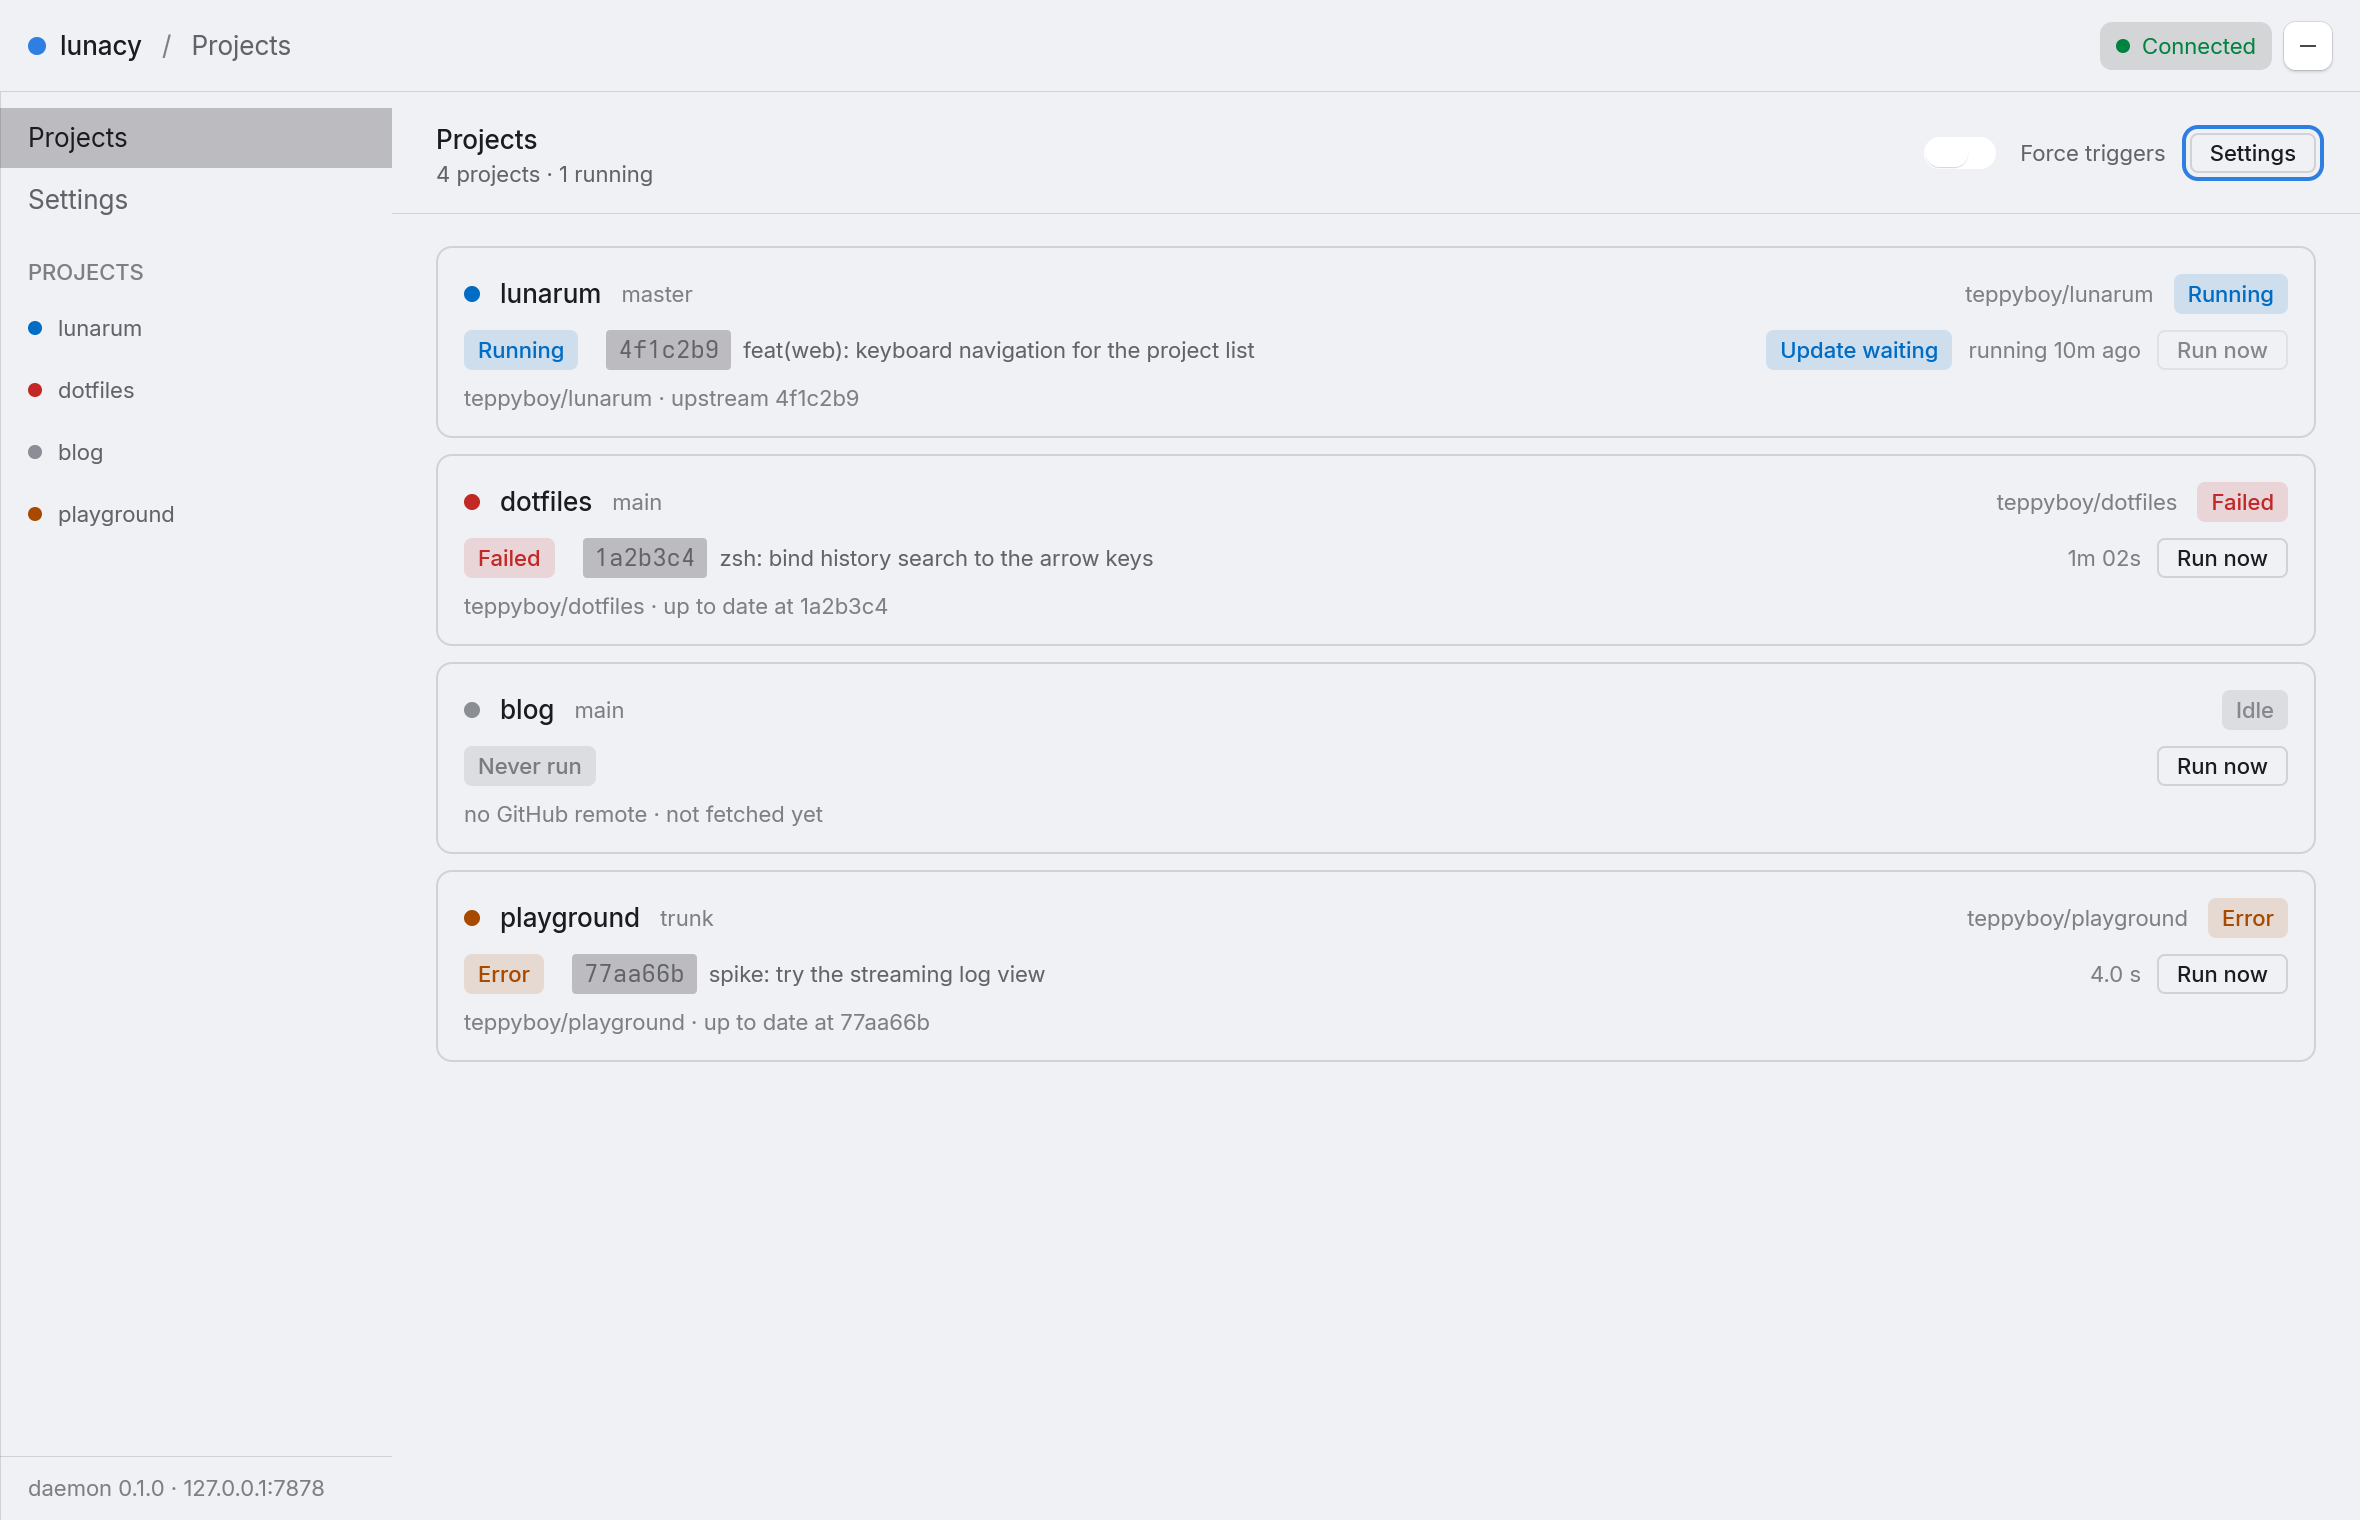 lunacy / Projects
Connected
Projects
Settings
PROJECTS
lunarum
dotfiles
blog
playground
daemon 0.1.0 · 127.0.0.1:7878
Projects
4 projects · 1 running
Force triggers
Settings
lunarum master teppyboy/lunarum Running
Running 4f1c2b9 feat(web): keyboard navigation for the project list Update waiting running 10m ago Run now
teppyboy/lunarum · upstream 4f1c2b9
dotfiles main teppyboy/dotfiles Failed
Failed 1a2b3c4 zsh: bind history search to the arrow keys 1m 02s Run now
teppyboy/dotfiles · up to date at 1a2b3c4
blog main Idle
Never run Run now
no GitHub remote · not fetched yet
playground trunk teppyboy/playground Error
Error 77aa66b spike: try the streaming log view 4.0 s Run now
teppyboy/playground · up to date at 77aa66b